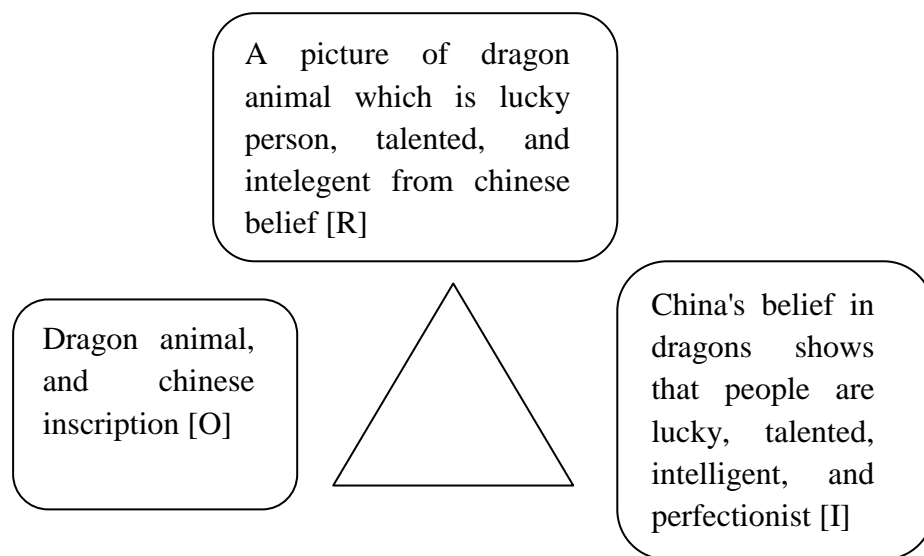 A picture of dragon
animal which is lucky
person, talented, and
intelegent from chinese
belief [R]
Dragon animal,
and chinese
inscription [O]
China's belief in
dragons shows
that people are
lucky, talented,
intelligent, and
perfectionist [I]